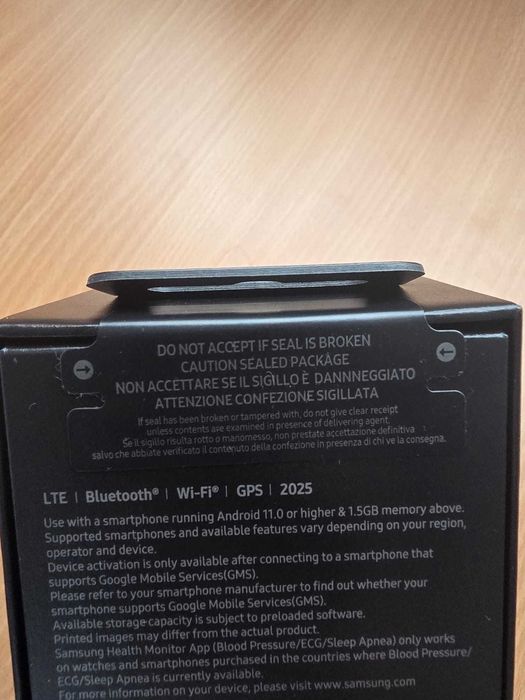 DO NOT ACCEPT IF SEAL IS BROKEN
CAUTION SEALED PACKAGE
NON ACCETTARE SE IL SIGILLO È DANNNEGGIATO
ATTENZIONE CONFEZIONE SIGILLATA
If seal has been broken or tampered with, do not give clear receipt
unless contents are examined in presence of delivering agent.
Se il sigillo risulta rotto o manomesso, non prestate accettazione definitiva
salvo che abbiate verificato il contenuto della confezione in presenza di chi ve la consegna.
LTE | Bluetooth® | Wi-Fi® | GPS | 2025
Use with a smartphone running Android 11.0 or higher & 1.5GB memory above.
Supported smartphones and available features vary depending on your region,
operator and device.
Device activation is only available after connecting to a smartphone that
supports Google Mobile Services(GMS).
Please refer to your smartphone manufacturer to find out whether your
smartphone supports Google Mobile Services(GMS).
Available storage capacity is subject to preloaded software.
Printed images may differ from the actual product.
Samsung Health Monitor App (Blood Pressure/ECG/Sleep Apnea) only works
on watches and smartphones purchased in the countries where Blood Pressure/
ECG/Sleep Apnea is currently available.
For more information on your device, please visit www.samsung.com